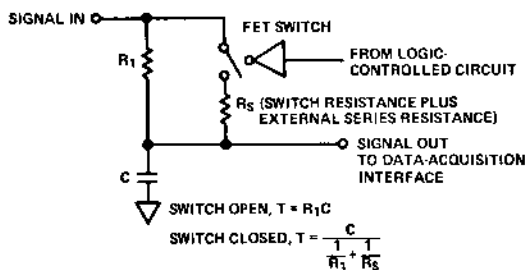 SIGNAL IN
FET SWITCH
R1
FROM LOGIC-
CONTROLLED CIRCUIT
RS (SWITCH RESISTANCE PLUS
EXTERNAL SERIES RESISTANCE)
SIGNAL OUT
TO DATA-ACQUISITION
INTERFACE
C
SWITCH OPEN, T = R1C
SWITCH CLOSED, T = C
1 + 1
R1 RS